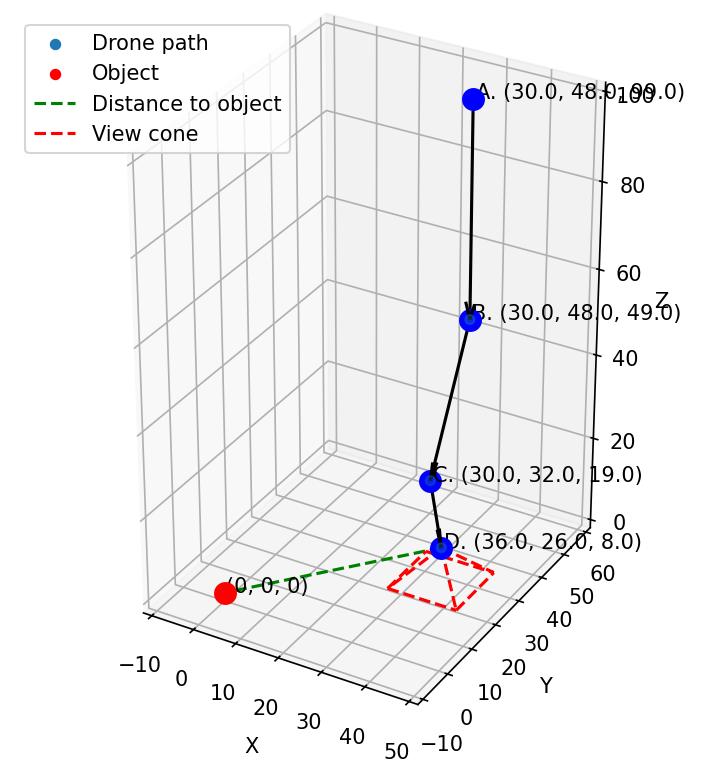 Drone path
Object
Distance to object
View cone
A. (30.0, 48.0, 99.0)
100
80
60
Z
B. (30.0, 48.0, 49.0)
40
20
C. (30.0, 32.0, 19.0)
0
D. (36.0, 26.0, 8.0)
(0, 0, 0)
60
50
40
30
20
10
0
−10
Y
−10
0
10
20
30
40
50
X